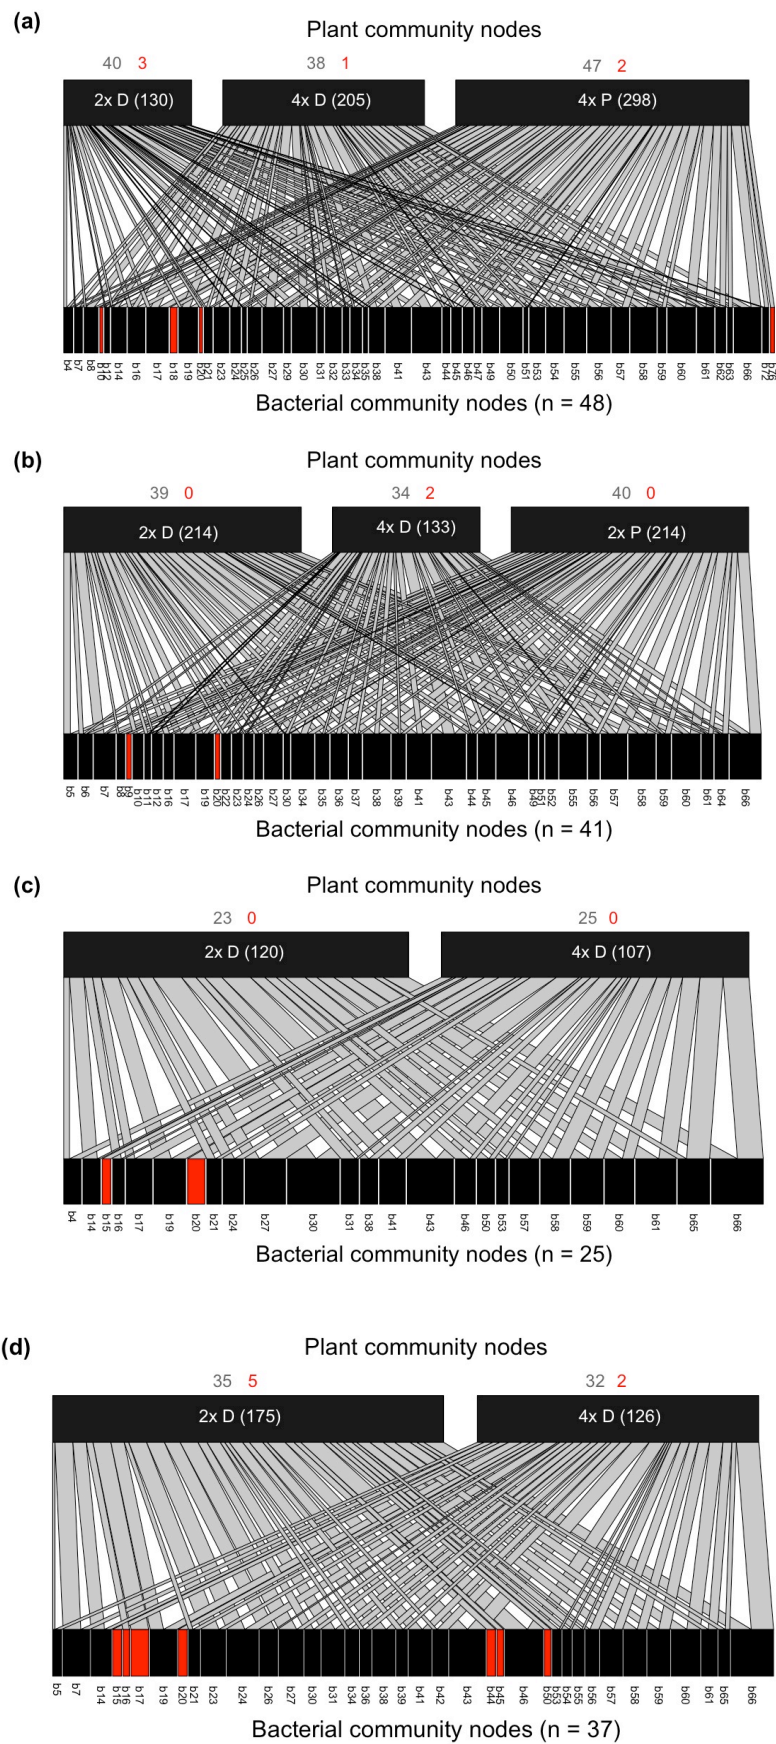 (a)
Plant community nodes
40 3 38 1 47 2
2x D (130) 4x D (205) 4x P (298)
b4 b7 b8 b10 b12 b14 b16 b17 b18 b19 b20 b21 b23 b24 b25 b26 b27 b29 b30 b31 b32 b33 b34 b35 b38 b41 b43 b44 b45 b46 b47 b49 b50 b51 b53 b54 b55 b56 b57 b58 b59 b60 b61 b62 b63 b66 b72
Bacterial community nodes (n = 48)
(b)
Plant community nodes
39 0 34 2 40 0
2x D (214) 4x D (133) 2x P (214)
b5 b6 b7 b8 b9 b10 b11 b12 b16 b17 b19 b20 b22 b23 b24 b26 b27 b30 b34 b35 b36 b37 b38 b39 b41 b43 b44 b45 b46 b49 b51 b52 b55 b56 b57 b58 b59 b60 b61 b64 b66
Bacterial community nodes (n = 41)
(c)
Plant community nodes
23 0 25 0
2x D (120) 4x D (107)
b4 b14 b15 b16 b17 b19 b20 b21 b24 b27 b30 b31 b38 b41 b43 b46 b50 b53 b57 b58 b59 b60 b61 b65 b66
Bacterial community nodes (n = 25)
(d)
Plant community nodes
35 5 32 2
2x D (175) 4x D (126)
b5 b7 b14 b15 b16 b17 b19 b20 b21 b23 b24 b26 b27 b30 b31 b34 b36 b38 b39 b41 b42 b43 b44 b45 b46 b50 b53 b54 b55 b56 b57 b58 b59 b60 b61 b65 b66
Bacterial community nodes (n = 37)